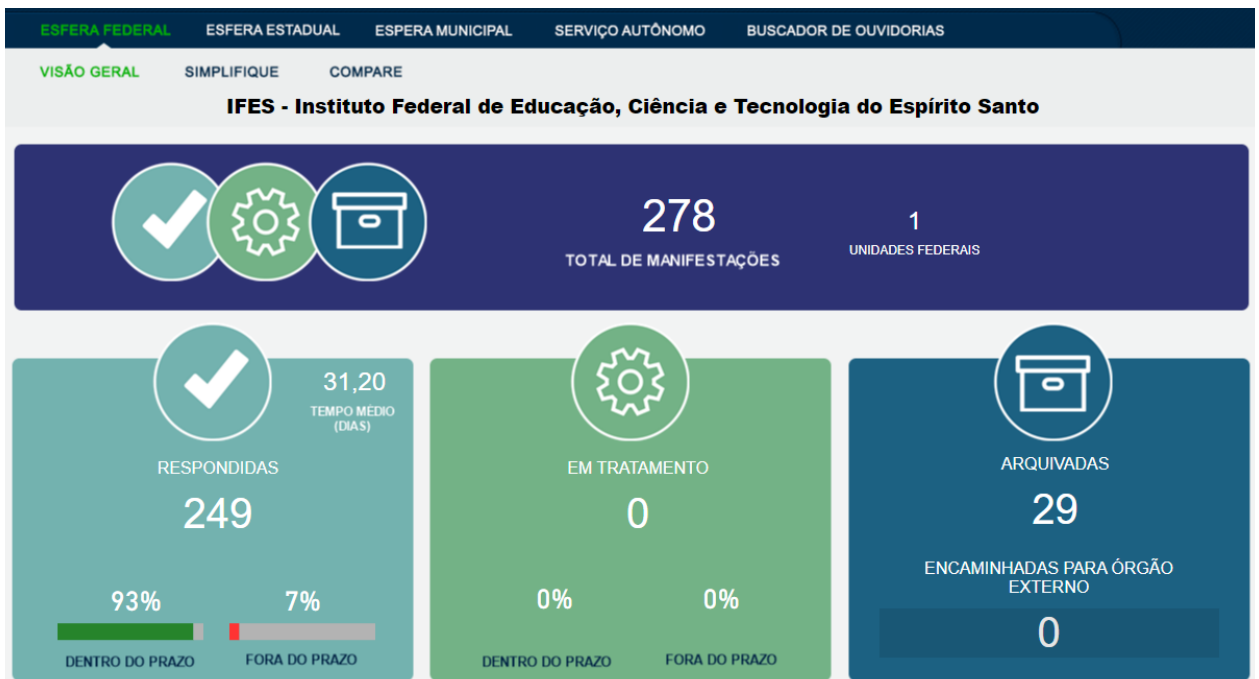 ESFERA FEDERAL ESFERA ESTADUAL ESPERA MUNICIPAL SERVIÇO AUTÔNOMO BUSCADOR DE OUVIDORIAS
VISÃO GERAL SIMPLIFIQUE COMPARE
IFES - Instituto Federal de Educação, Ciência e Tecnologia do Espírito Santo
278
TOTAL DE MANIFESTAÇÕES
1
UNIDADES FEDERAIS
31,20
TEMPO MÉDIO
(DIAS)
RESPONDIDAS
249
93% 7%
DENTRO DO PRAZO FORA DO PRAZO
EM TRATAMENTO
0
0% 0%
DENTRO DO PRAZO FORA DO PRAZO
ARQUIVADAS
29
ENCAMINHADAS PARA ÓRGÃO
EXTERNO
0